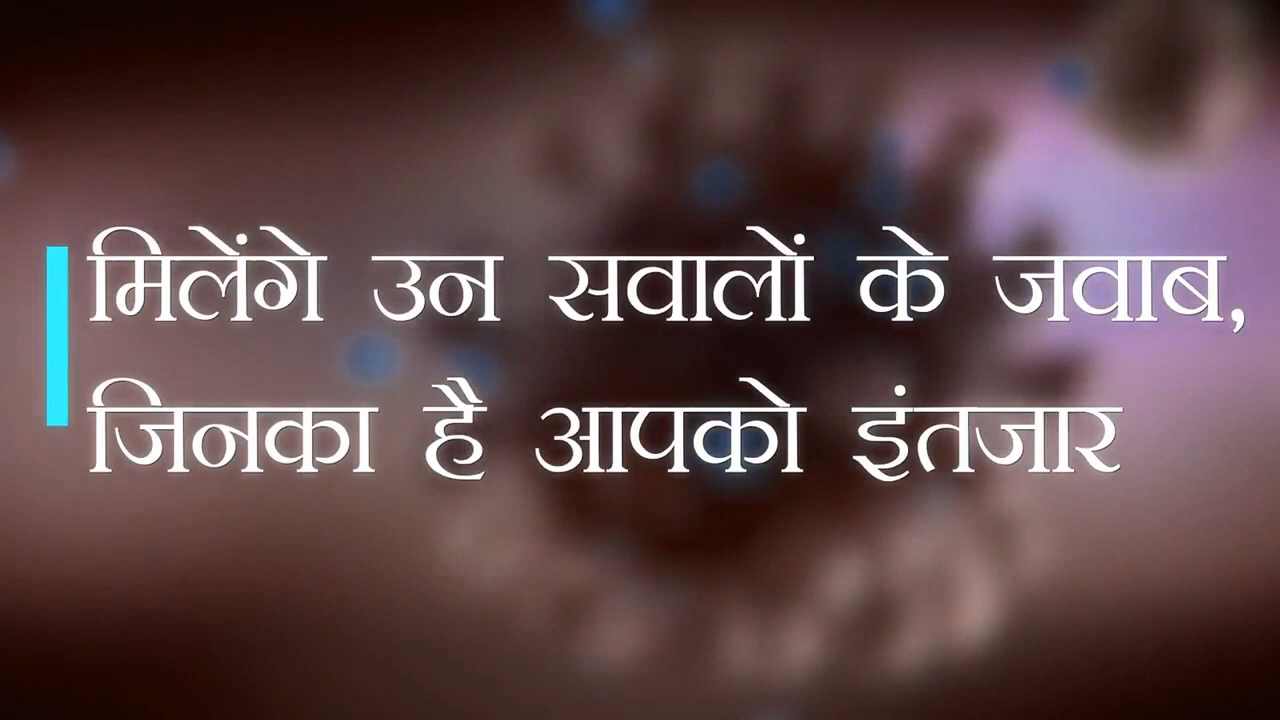 मिलेंगे उन सवालों के जवाब,
जिनका है आपको इंतजार